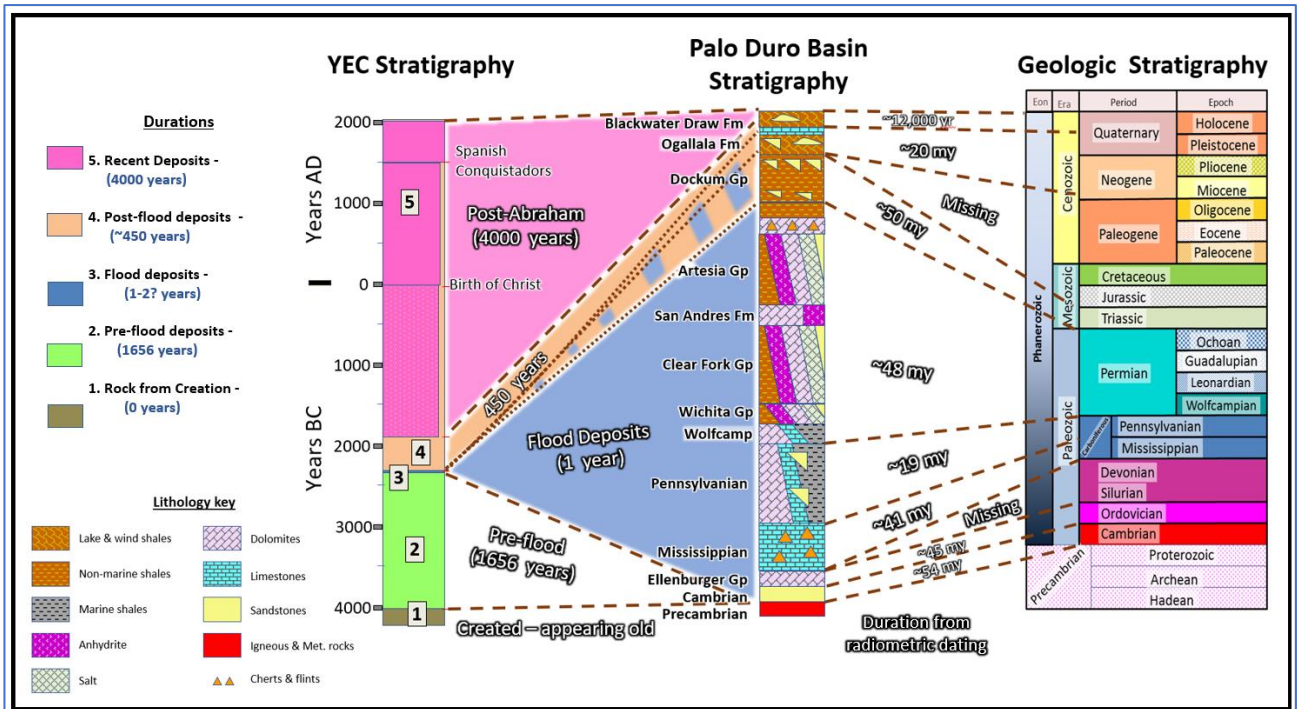 YEC Stratigraphy
Palo Duro Basin
Stratigraphy
Geologic Stratigraphy
Durations
5. Recent Deposits -
(4000 years)
4. Post-flood deposits -
(~450 years)
3. Flood deposits -
(1-2? years)
2. Pre-flood deposits -
(1656 years)
1. Rock from Creation -
(0 years)
Lithology key
Lake & wind shales
Non-marine shales
Marine shales
Anhydrite
Salt
Dolomites
Limestones
Sandstones
Igneous & Met. rocks
Cherts & flints
Years AD
Years BC
2000
1000
0
1000
2000
3000
4000
5
4
3
2
1
Spanish
Conquistadors
Birth of Christ
Post-Abraham
(4000 years)
450 years
Flood Deposits
(1 year)
Pre-flood
(1656 years)
Created – appearing old
Blackwater Draw Fm
Ogallala Fm
Dockum Gp
Artesia Gp
San Andres Fm
Clear Fork Gp
Wichita Gp
Wolfcamp
Pennsylvanian
Mississippian
Ellenburger Gp
Cambrian
Precambrian
~12,000 yr
~20 my
Missing
~50 my
~48 my
~19 my
~41 my
Missing
~45 my
~54 my
Duration from
radiometric dating
Eon
Era
Period
Epoch
Phanerozoic
Precambrian
Cenozoic
Mesozoic
Paleozoic
Quaternary
Holocene
Pleistocene
Neogene
Pliocene
Miocene
Paleogene
Oligocene
Eocene
Paleocene
Cretaceous
Jurassic
Triassic
Permian
Ochoan
Guadalupian
Leonardian
Wolfcampian
Carboniferous
Pennsylvanian
Mississippian
Devonian
Silurian
Ordovician
Cambrian
Proterozoic
Archean
Hadean